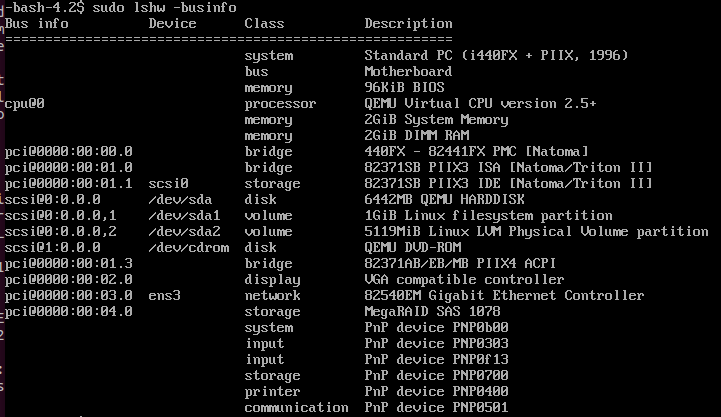 -bash-4.2$ sudo lshw -businfo
Bus info          Device      Class          Description
========================================================
                              system         Standard PC (i440FX + PIIX, 1996)
                              bus            Motherboard
                              memory         96KiB BIOS
cpu@0                         processor      QEMU Virtual CPU version 2.5+
                              memory         2GiB System Memory
                              memory         2GiB DIMM RAM
pci@0000:00:00.0              bridge         440FX - 82441FX PMC [Natoma]
pci@0000:00:01.0              bridge         82371SB PIIX3 ISA [Natoma/Triton II]
pci@0000:00:01.1  scsi0       storage        82371SB PIIX3 IDE [Natoma/Triton II]
scsi@0:0.0.0      /dev/sda    disk           6442MB QEMU HARDDISK
scsi@0:0.0.0,1    /dev/sda1   volume         1GiB Linux filesystem partition
scsi@0:0.0.0,2    /dev/sda2   volume         5119MiB Linux LVM Physical Volume partition
scsi@1:0.0.0      /dev/cdrom  disk           QEMU DVD-ROM
pci@0000:00:01.3              bridge         82371AB/EB/MB PIIX4 ACPI
pci@0000:00:02.0              display        VGA compatible controller
pci@0000:00:03.0  ens3        network        82540EM Gigabit Ethernet Controller
pci@0000:00:04.0              storage        MegaRAID SAS 1078
                              system         PnP device PNP0b00
                              input          PnP device PNP0303
                              input          PnP device PNP0f13
                              storage        PnP device PNP0700
                              printer        PnP device PNP0400
                              communication  PnP device PNP0501